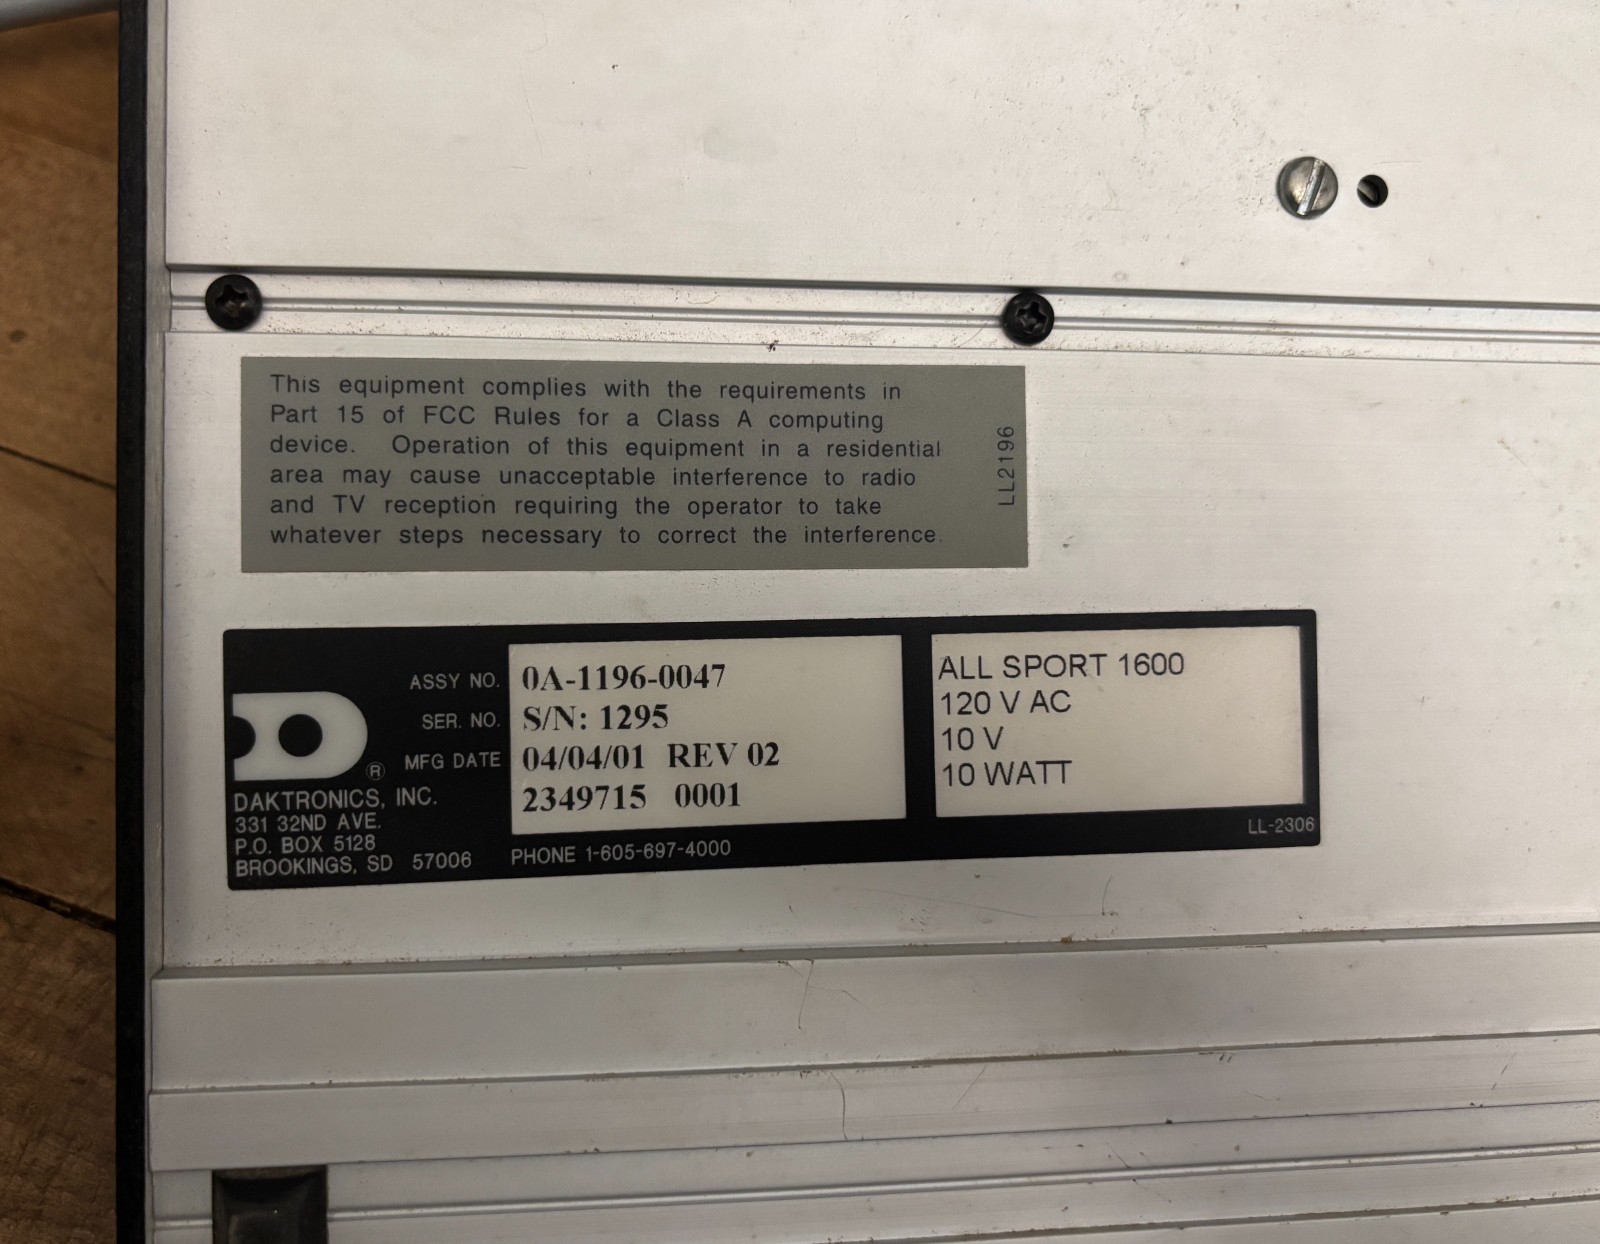 This equipment complies with the requirements in
Part 15 of FCC Rules for a Class A computing
device. Operation of this equipment in a residential
area may cause unacceptable interference to radio
and TV reception requiring the operator to take
whatever steps necessary to correct the interference.
LL2196
ASSY NO. 0A-1196-0047
SER. NO. S/N: 1295
MFG DATE 04/04/01 REV 02
2349715 0001
®
DAKTRONICS, INC.
331 32ND AVE.
P.O. BOX 5128
BROOKINGS, SD 57006
PHONE 1-605-697-4000
ALL SPORT 1600
120 V AC
10 V
10 WATT
LL-2306